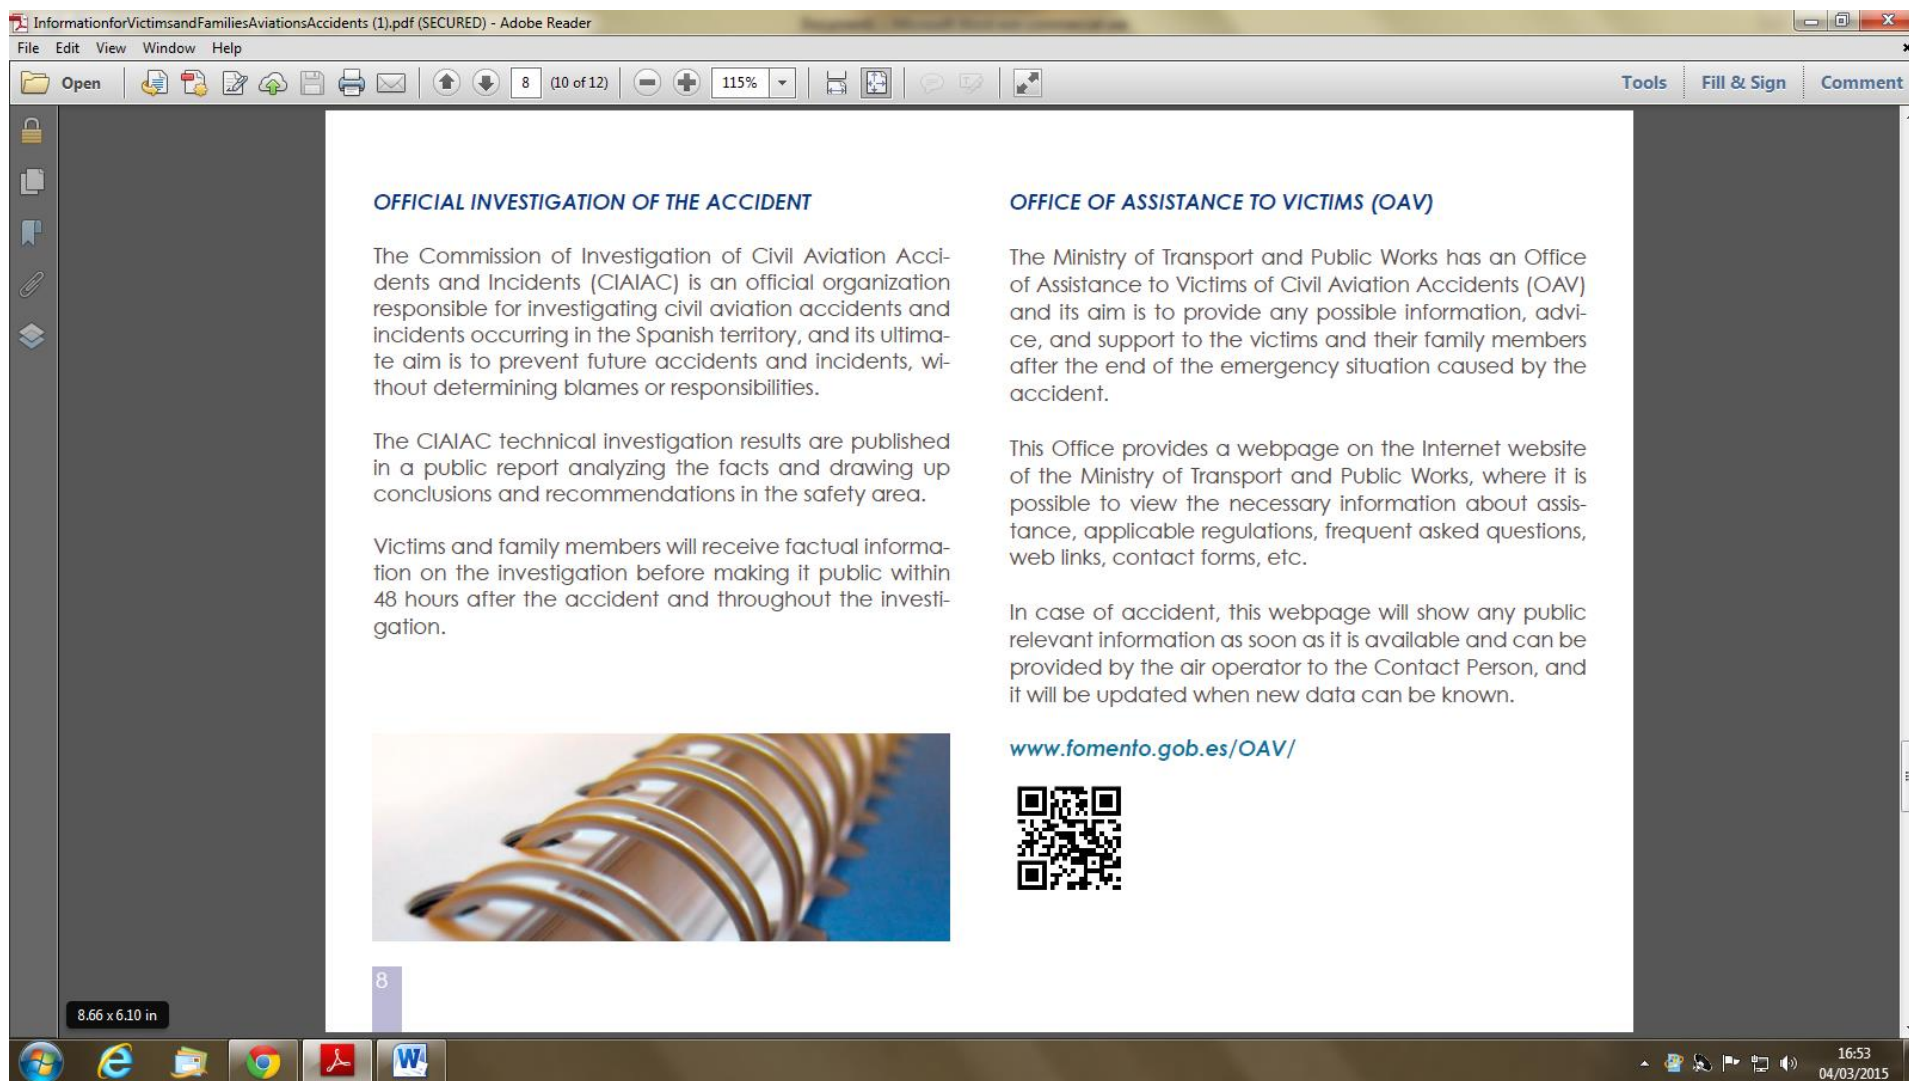 InformationforVictimsandFamiliesAviationsAccidents (1).pdf (SECURED) - Adobe Reader
File Edit View Window Help
Open 8 (10 of 12) 115% Tools Fill & Sign Comment
OFFICIAL INVESTIGATION OF THE ACCIDENT
The Commission of Investigation of Civil Aviation Acci-
dents and Incidents (CIAIAC) is an official organization
responsible for investigating civil aviation accidents and
incidents occurring in the Spanish territory, and its ultima-
te aim is to prevent future accidents and incidents, wi-
thout determining blames or responsibilities.
The CIAIAC technical investigation results are published
in a public report analyzing the facts and drawing up
conclusions and recommendations in the safety area.
Victims and family members will receive factual informa-
tion on the investigation before making it public within
48 hours after the accident and throughout the investi-
gation.
8
OFFICE OF ASSISTANCE TO VICTIMS (OAV)
The Ministry of Transport and Public Works has an Office
of Assistance to Victims of Civil Aviation Accidents (OAV)
and its aim is to provide any possible information, advi-
ce, and support to the victims and their family members
after the end of the emergency situation caused by the
accident.
This Office provides a webpage on the Internet website
of the Ministry of Transport and Public Works, where it is
possible to view the necessary information about assis-
tance, applicable regulations, frequent asked questions,
web links, contact forms, etc.
In case of accident, this webpage will show any public
relevant information as soon as it is available and can be
provided by the air operator to the Contact Person, and
it will be updated when new data can be known.
www.fomento.gob.es/OAV/
8.66 x 6.10 in
16:53
04/03/2015